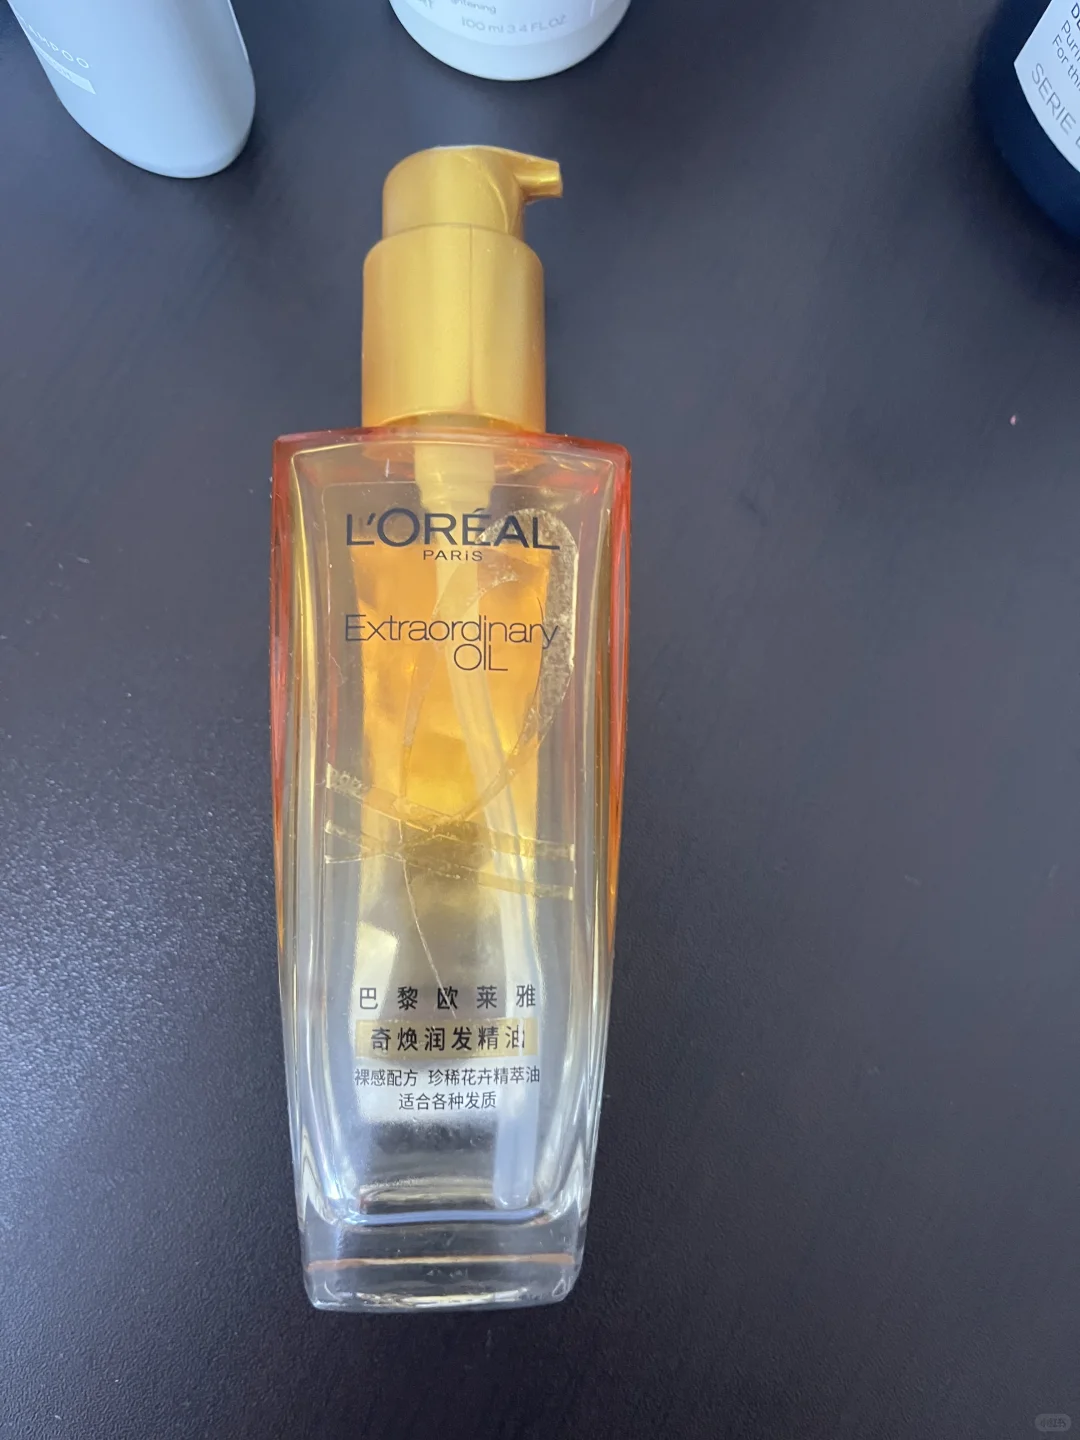 100 ml 3.4 FL.OZ
SERIE
L'ORÉAL
PARIS
Extraordinary
OIL
巴黎欧莱雅
奇焕润发精油
裸感配方 珍稀花卉精萃油
适合各种发质